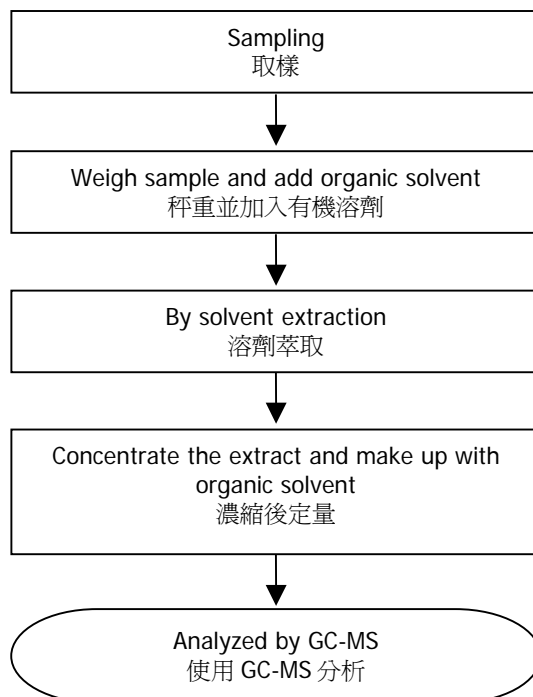 Sampling
取樣
Weigh sample and add organic solvent
秤重並加入有機溶劑
By solvent extraction
溶劑萃取
Concentrate the extract and make up with
organic solvent
濃縮後定量
Analyzed by GC-MS
使用 GC-MS 分析